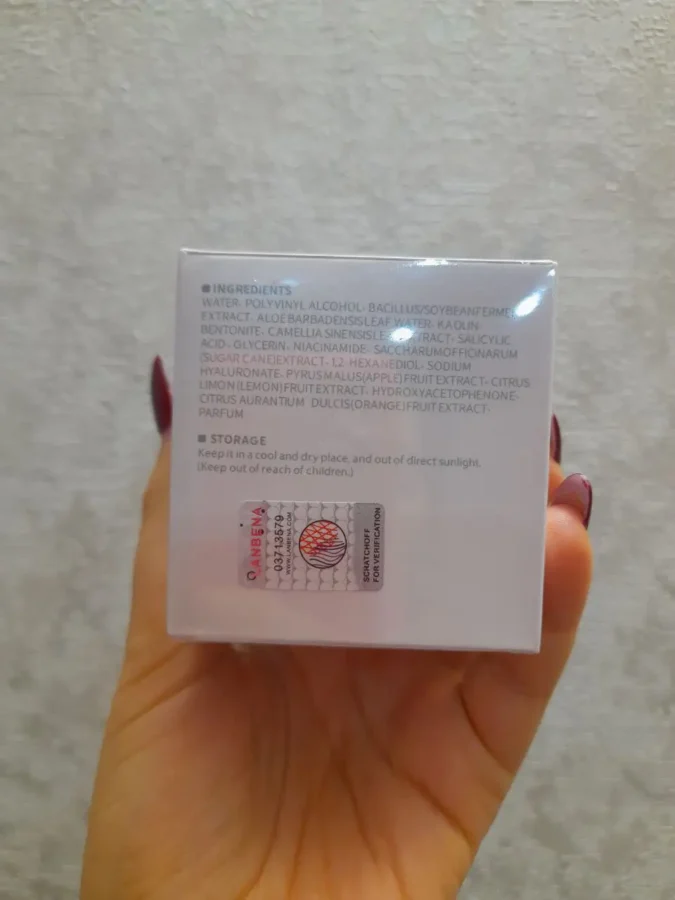 ■ INGREDIENTS
WATER· POLYVINYL ALCOHOL· BACILLUS/SOYBEANFERMENT
EXTRACT· ALOE BARBADENSIS LEAF WATER· KAOLIN·
BENTONITE· CAMELLIA SINENSIS EXTRACT· SALICYLIC
ACID· GLYCERIN· NIACINAMIDE· SACCHARUMOFFICINARUM
(SUGAR CANE)EXTRACT· 1,2-HEXANEDIOL· SODIUM
HYALURONATE· PYRUS MALUS(APPLE)FRUIT EXTRACT· CITRUS
LIMON (LEMON)FRUIT EXTRACT· HYDROXYACETOPHENONE·
CITRUS AURANTIUM DULCIS(ORANGE)FRUIT EXTRACT·
PARFUM
■ STORAGE
Keep it in a cool and dry place, and out of direct sunlight.
(Keep out of reach of children.)
LANBENA
03713579
WWW.LANBENA.COM
SCHRATCHOFF
FOR VERIFICATION